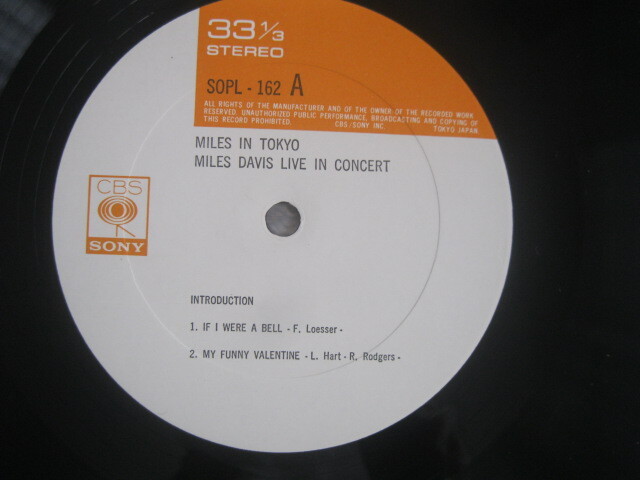 33 1/3
STEREO
SOPL - 162 A
ALL RIGHTS OF THE MANUFACTURER AND OF THE OWNER OF THE RECORDED WORK
RESERVED. UNAUTHORIZED PUBLIC PERFORMANCE, BROADCASTING AND COPYING OF
THIS RECORD PROHIBITED. CBS/SONY INC. TOKYO JAPAN
MILES IN TOKYO
MILES DAVIS LIVE IN CONCERT
CBS
SONY
INTRODUCTION
1. IF I WERE A BELL - F. Loesser -
2. MY FUNNY VALENTINE - L. Hart - R. Rodgers -